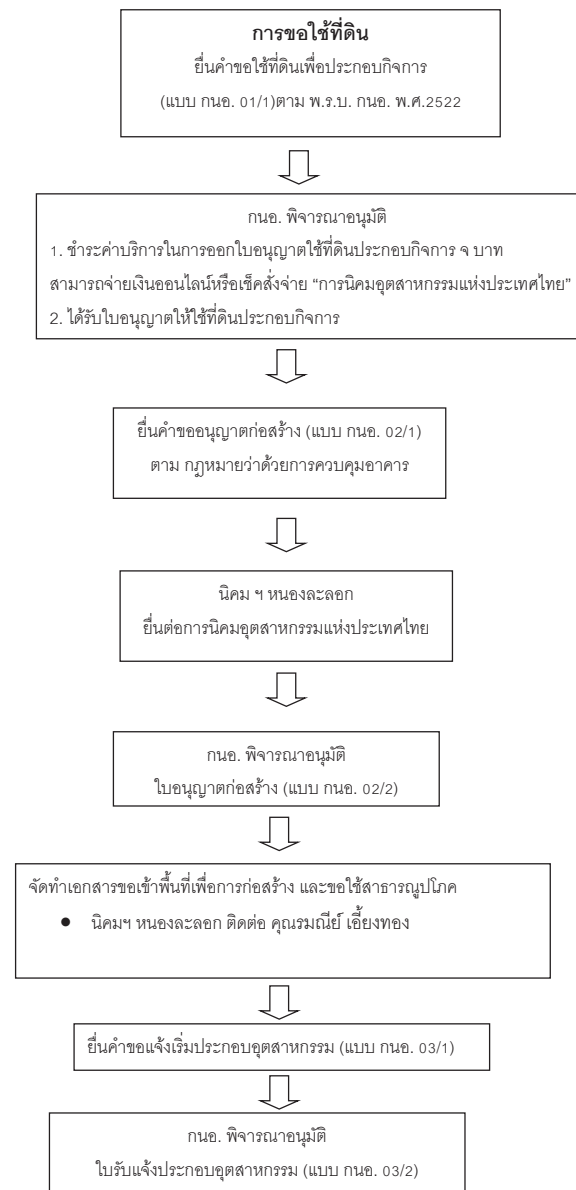 การขอใช้ที่ดิน
ยื่นคำขอใช้ที่ดินเพื่อประกอบกิจการ
(แบบ กนอ. 01/1)ตาม พ.ร.บ. กนอ. พ.ศ.2522
กนอ. พิจารณาอนุมัติ
1. ชำระค่าบริการในการออกใบอนุญาตใช้ที่ดินประกอบกิจการ จ บาท
สามารถจ่ายเงินออนไลน์หรือเช็คสั่งจ่าย “การนิคมอุตสาหกรรมแห่งประเทศไทย”
2. ได้รับใบอนุญาตให้ใช้ที่ดินประกอบกิจการ
ยื่นคำขออนุญาตก่อสร้าง (แบบ กนอ. 02/1)
ตาม กฎหมายว่าด้วยการควบคุมอาคาร
นิคม ฯ หนองละลอก
ยื่นต่อการนิคมอุตสาหกรรมแห่งประเทศไทย
กนอ. พิจารณาอนุมัติ
ใบอนุญาตก่อสร้าง (แบบ กนอ. 02/2)
จัดทำเอกสารขอเข้าพื้นที่เพื่อการก่อสร้าง และขอใช้สาธารณูปโภค
● นิคมฯ หนองละลอก ติดต่อ คุณรมณีย์ เอี้ยงทอง
ยื่นคำขอแจ้งเริ่มประกอบอุตสาหกรรม (แบบ กนอ. 03/1)
กนอ. พิจารณาอนุมัติ
ใบรับแจ้งประกอบอุตสาหกรรม (แบบ กนอ. 03/2)